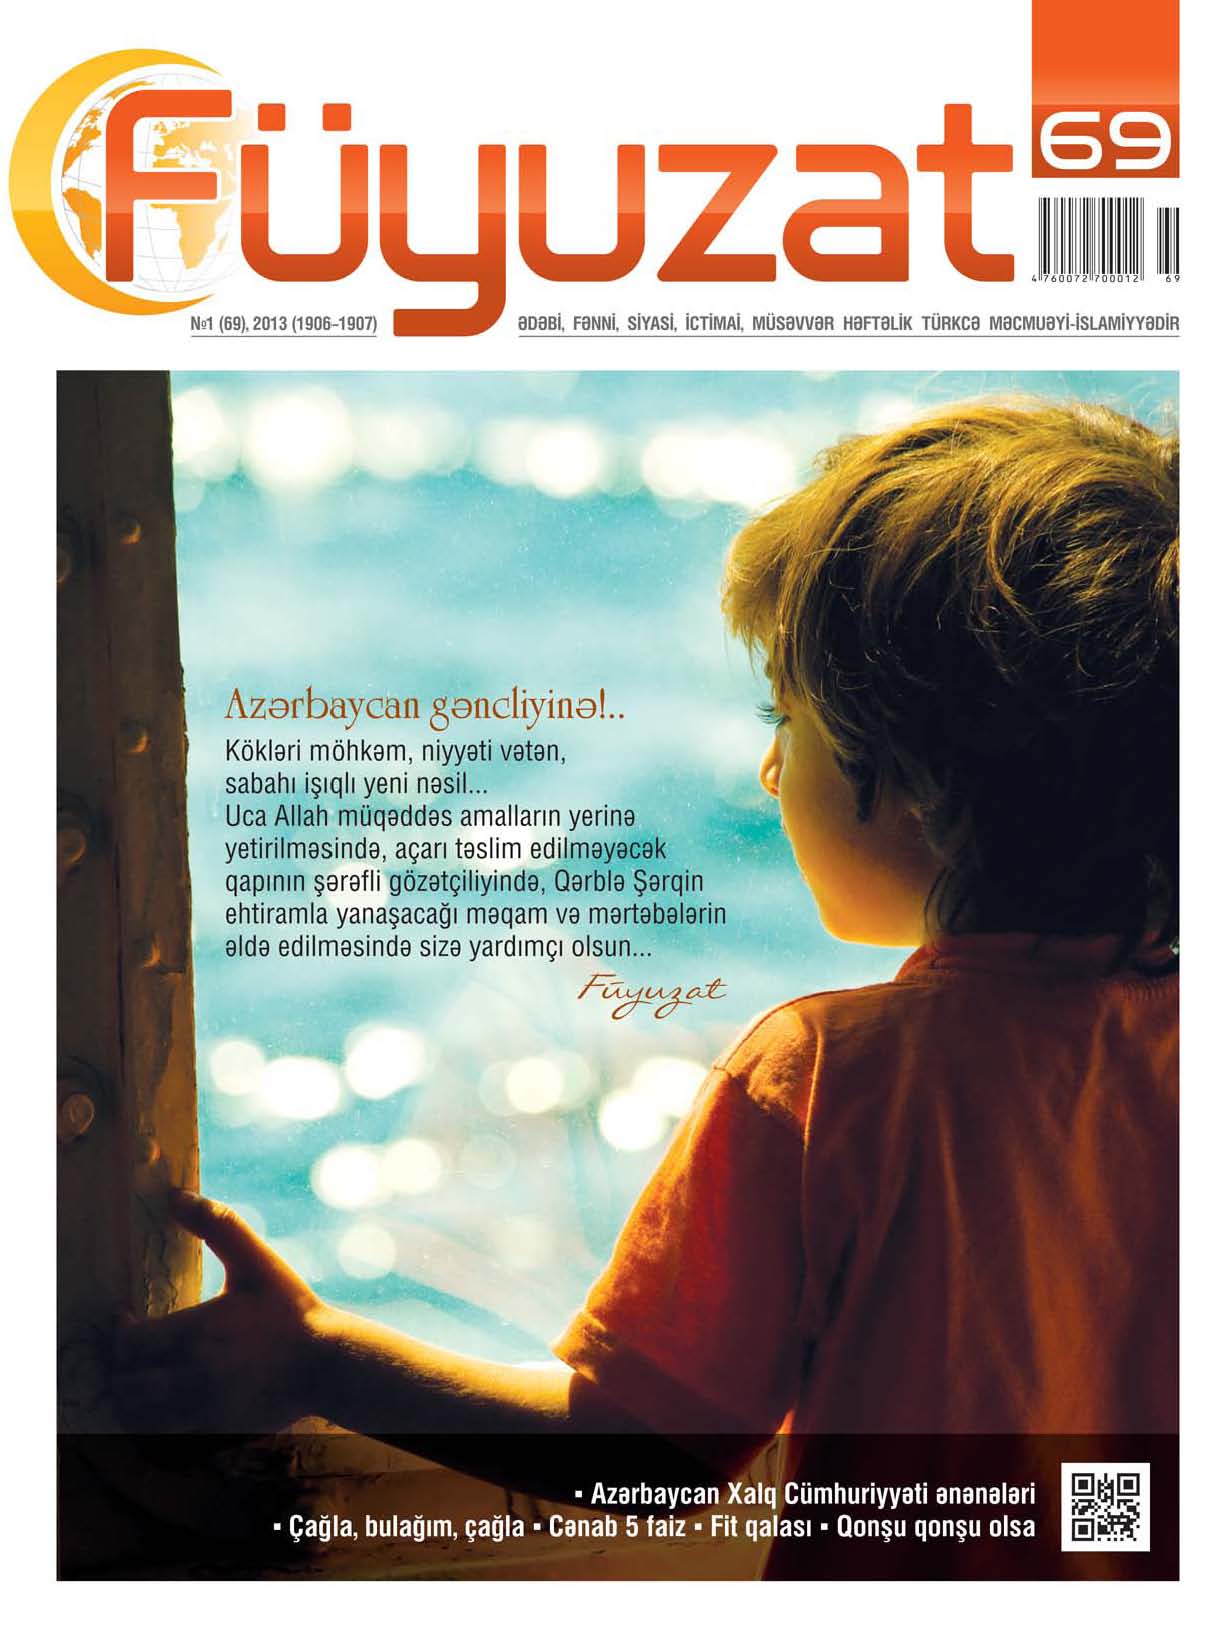 Füyuzat
69
4 760072 700012
69
№1 (69), 2013 (1906-1907)
ƏDƏBİ, FƏNNİ, SİYASİ, İCTİMAİ, MÜSƏVVƏR HƏFTƏLİK TÜRKCƏ MƏCMUƏYİ-İSLAMİYYƏDİR
Azərbaycan gəncliyinə!..
Kökləri möhkəm, niyyəti vətən,
sabahı işıqlı yeni nəsil...
Uca Allah müqəddəs amalların yerinə
yetirilməsində, açarı təslim edilməyəcək
qapının şərəfli gözətçiliyində, Qərblə Şərqin
ehtiramla yanaşacağı məqam və mərtəbələrin
əldə edilməsində sizə yardımçı olsun...
Füyuzat
▪ Azərbaycan Xalq Cümhuriyyəti ənənələri
▪ Çağla, bulağım, çağla ▪ Cənab 5 faiz ▪ Fit qalası ▪ Qonşu qonşu olsa